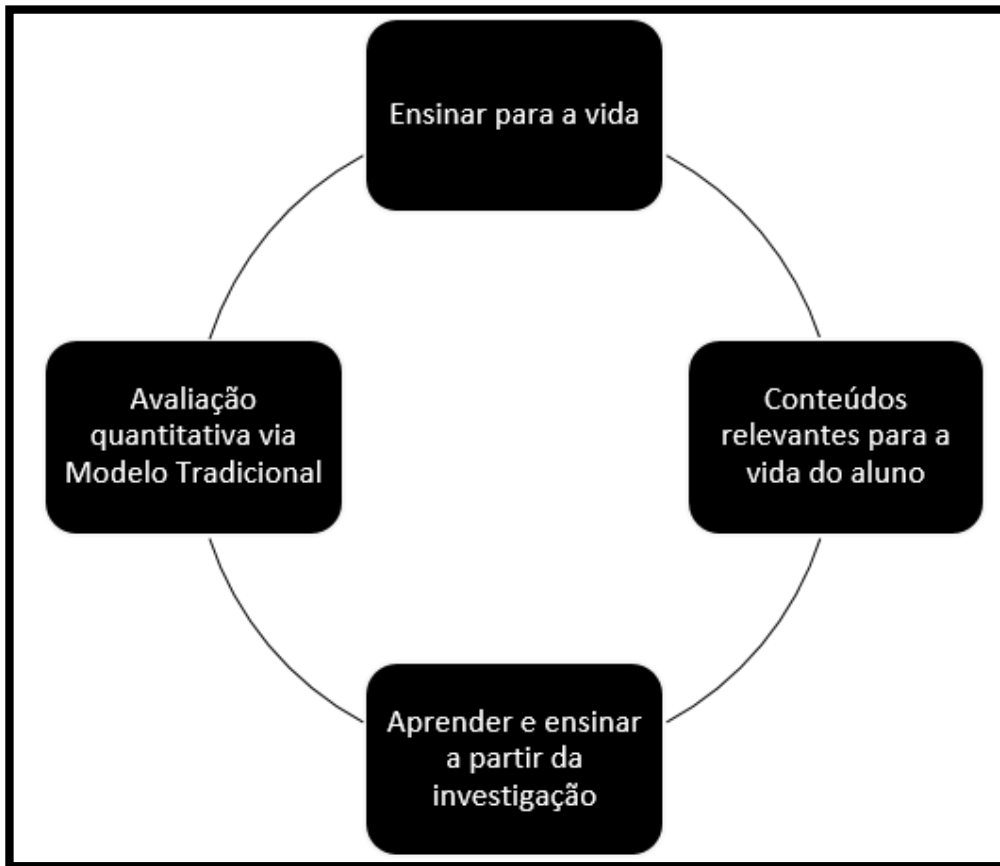 Ensinar para a vida
Avaliação
quantitativa via
Modelo Tradicional
Conteúdos
relevantes para a
vida do aluno
Aprender e ensinar
a partir da
investigação